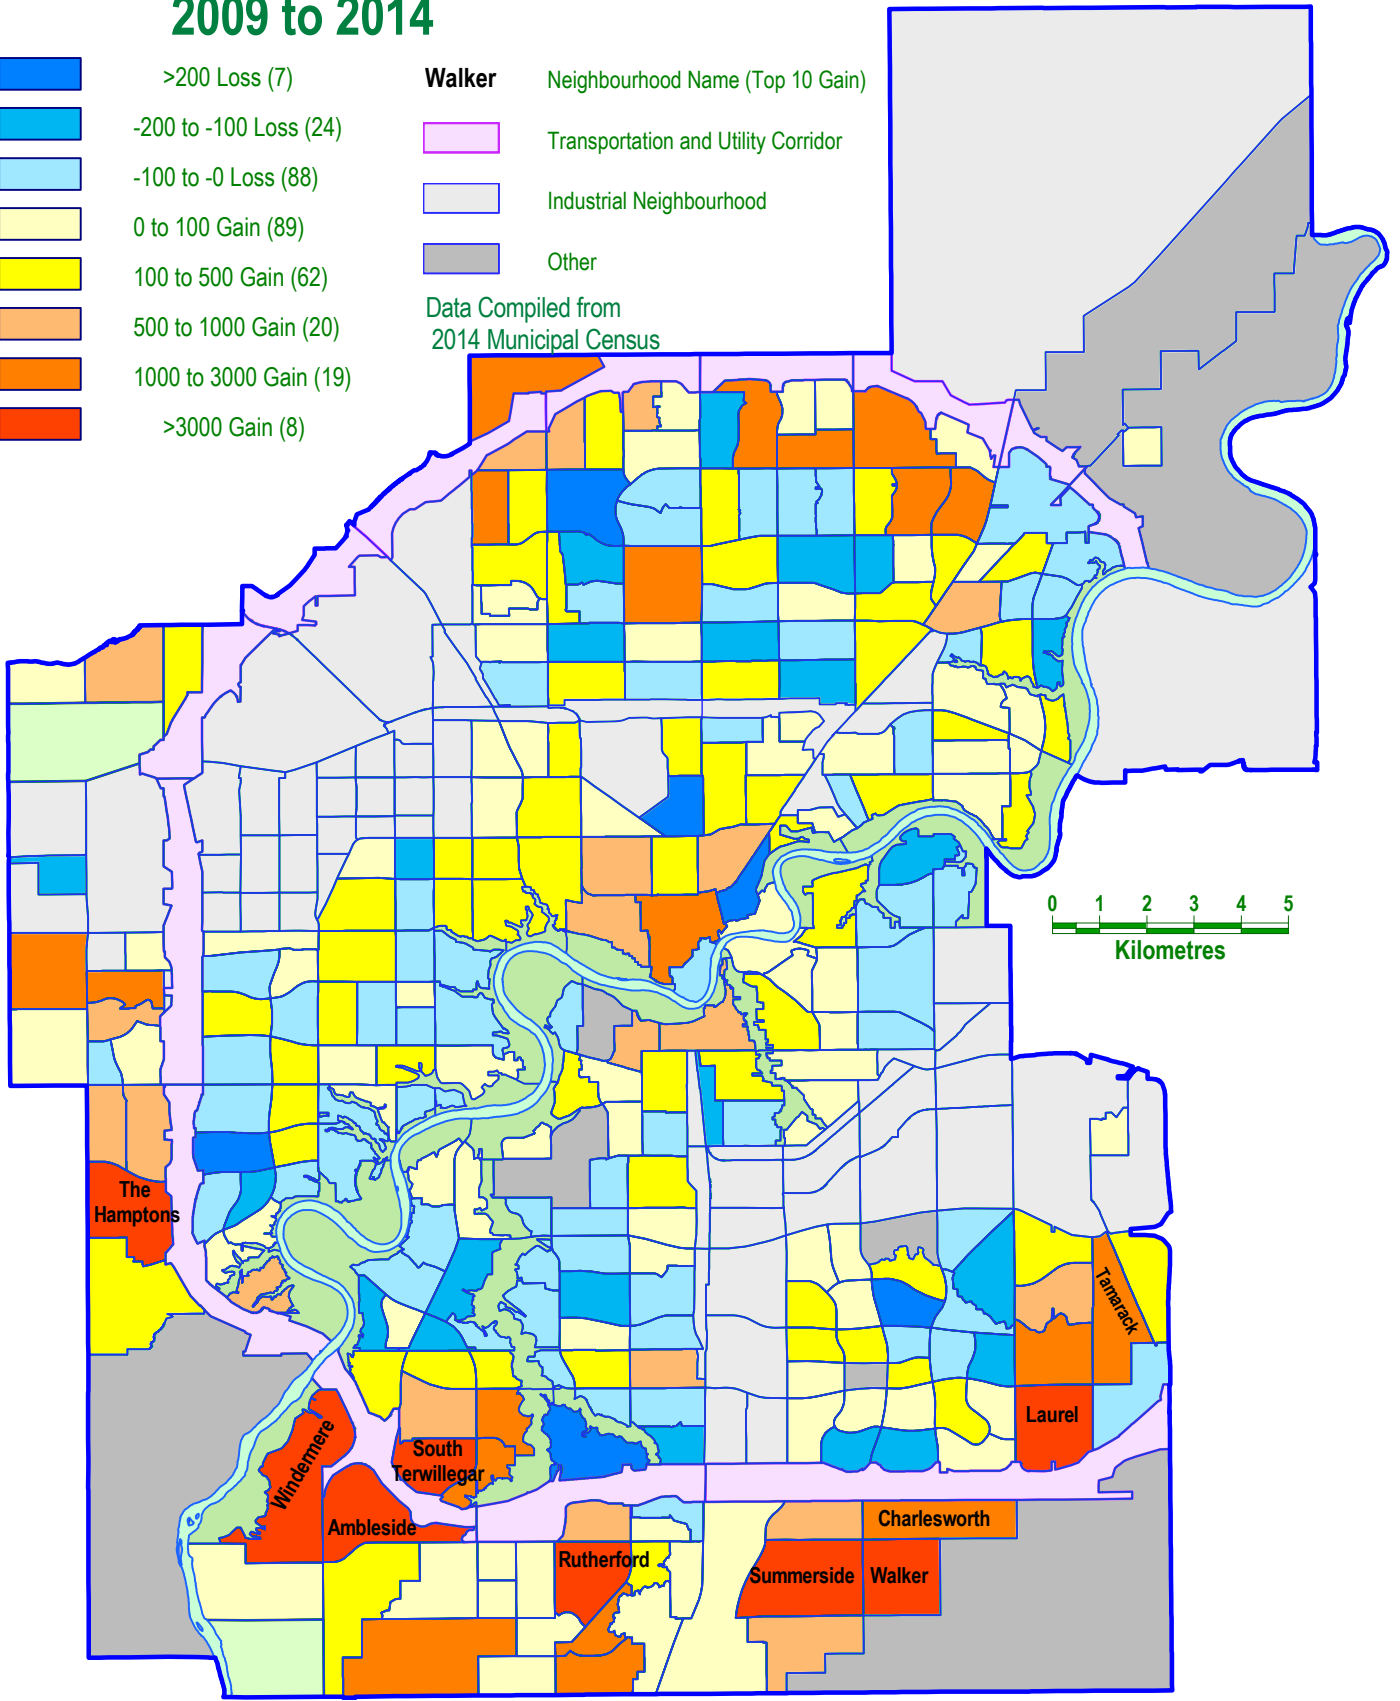 2009 to 2014
>200 Loss (7)
-200 to -100 Loss (24)
-100 to -0 Loss (88)
0 to 100 Gain (89)
100 to 500 Gain (62)
500 to 1000 Gain (20)
1000 to 3000 Gain (19)
>3000 Gain (8)
Walker
Neighbourhood Name (Top 10 Gain)
Transportation and Utility Corridor
Industrial Neighbourhood
Other
Data Compiled from
2014 Municipal Census
0 1 2 3 4 5
Kilometres
The
Hamptons
Tamarack
Laurel
Windermere
South
Terwillegar
Ambleside
Rutherford
Charlesworth
Summerside
Walker